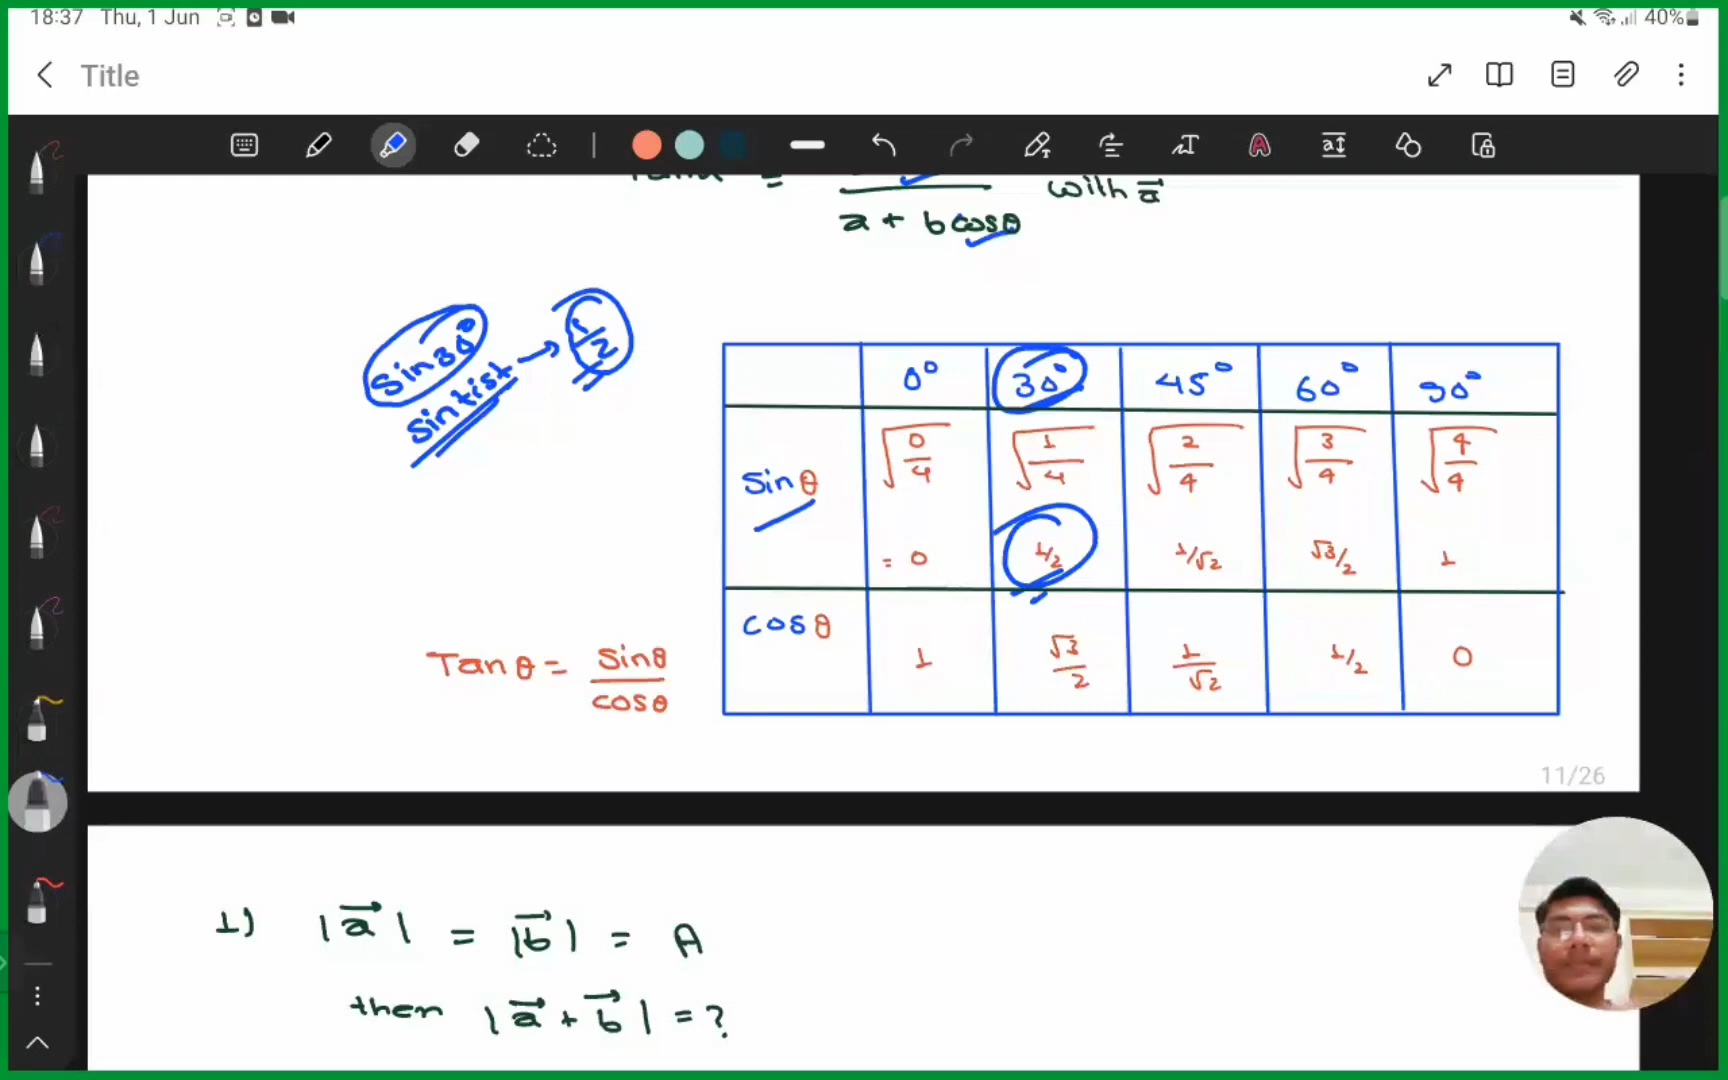 18:37 Thu, 1 Jun
40%
Title
a + b cosθ with a⃗
sin30° → 1/2
sintist
0° 30° 45° 60° 90°
sinθ √0/4 √1/4 √2/4 √3/4 √4/4
= 0 1/2 1/√2 √3/2 1
cosθ 1 √3/2 1/√2 1/2 0
Tanθ = sinθ/cosθ
11/26
1) |a⃗| = |b⃗| = A
then |a⃗ + b⃗| = ?